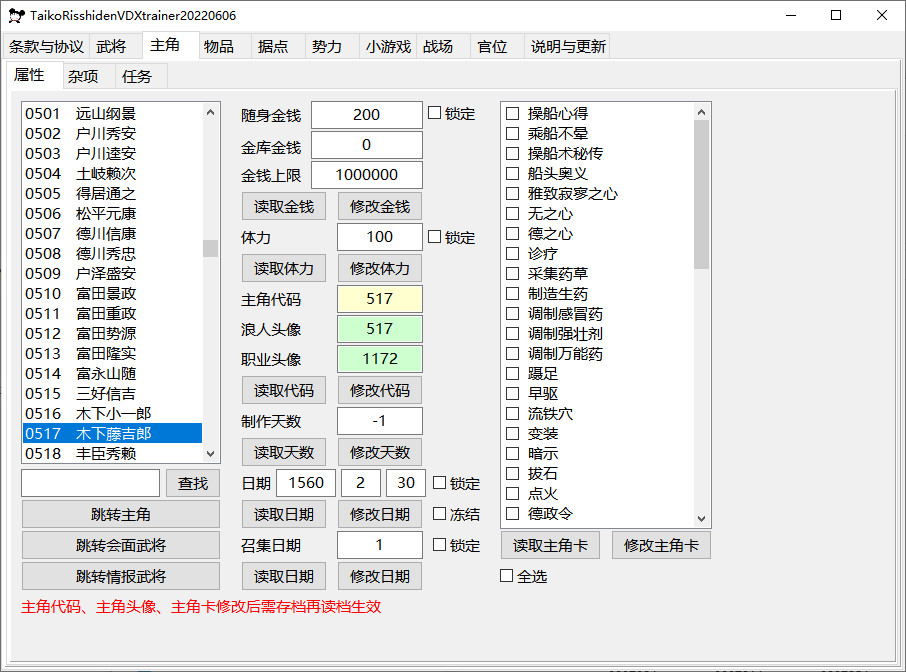 TaikoRisshidenVDXtrainer20220606
条款与协议 武将 主角 物品 据点 势力 小游戏 战场 官位 说明与更新
属性 杂项 任务
0501 远山纲景
0502 户川秀安
0503 户川逵安
0504 土岐赖次
0505 得居通之
0506 松平元康
0507 德川信康
0508 德川秀忠
0509 户泽盛安
0510 富田景政
0511 富田重政
0512 富田势源
0513 富田隆实
0514 富永山随
0515 三好信吉
0516 木下小一郎
0517 木下藤吉郎
0518 丰臣秀赖
查找
跳转主角
跳转会面武将
跳转情报武将
随身金钱 200 锁定
金库金钱 0
金钱上限 1000000
读取金钱 修改金钱
体力 100 锁定
读取体力 修改体力
主角代码 517
浪人头像 517
职业头像 1172
读取代码 修改代码
制作天数 -1
读取天数 修改天数
日期 1560 2 30 锁定
读取日期 修改日期 冻结
召集日期 1 锁定
读取日期 修改日期
操船心得
乘船不晕
操船术秘传
船头奥义
雅致寂寥之心
无之心
德之心
诊疗
采集药草
制造生药
调制感冒药
调制强壮剂
调制万能药
蹑足
早驱
流铁穴
变装
暗示
拔石
点火
德政令
读取主角卡 修改主角卡
全选
主角代码、主角头像、主角卡修改后需存档再读档生效